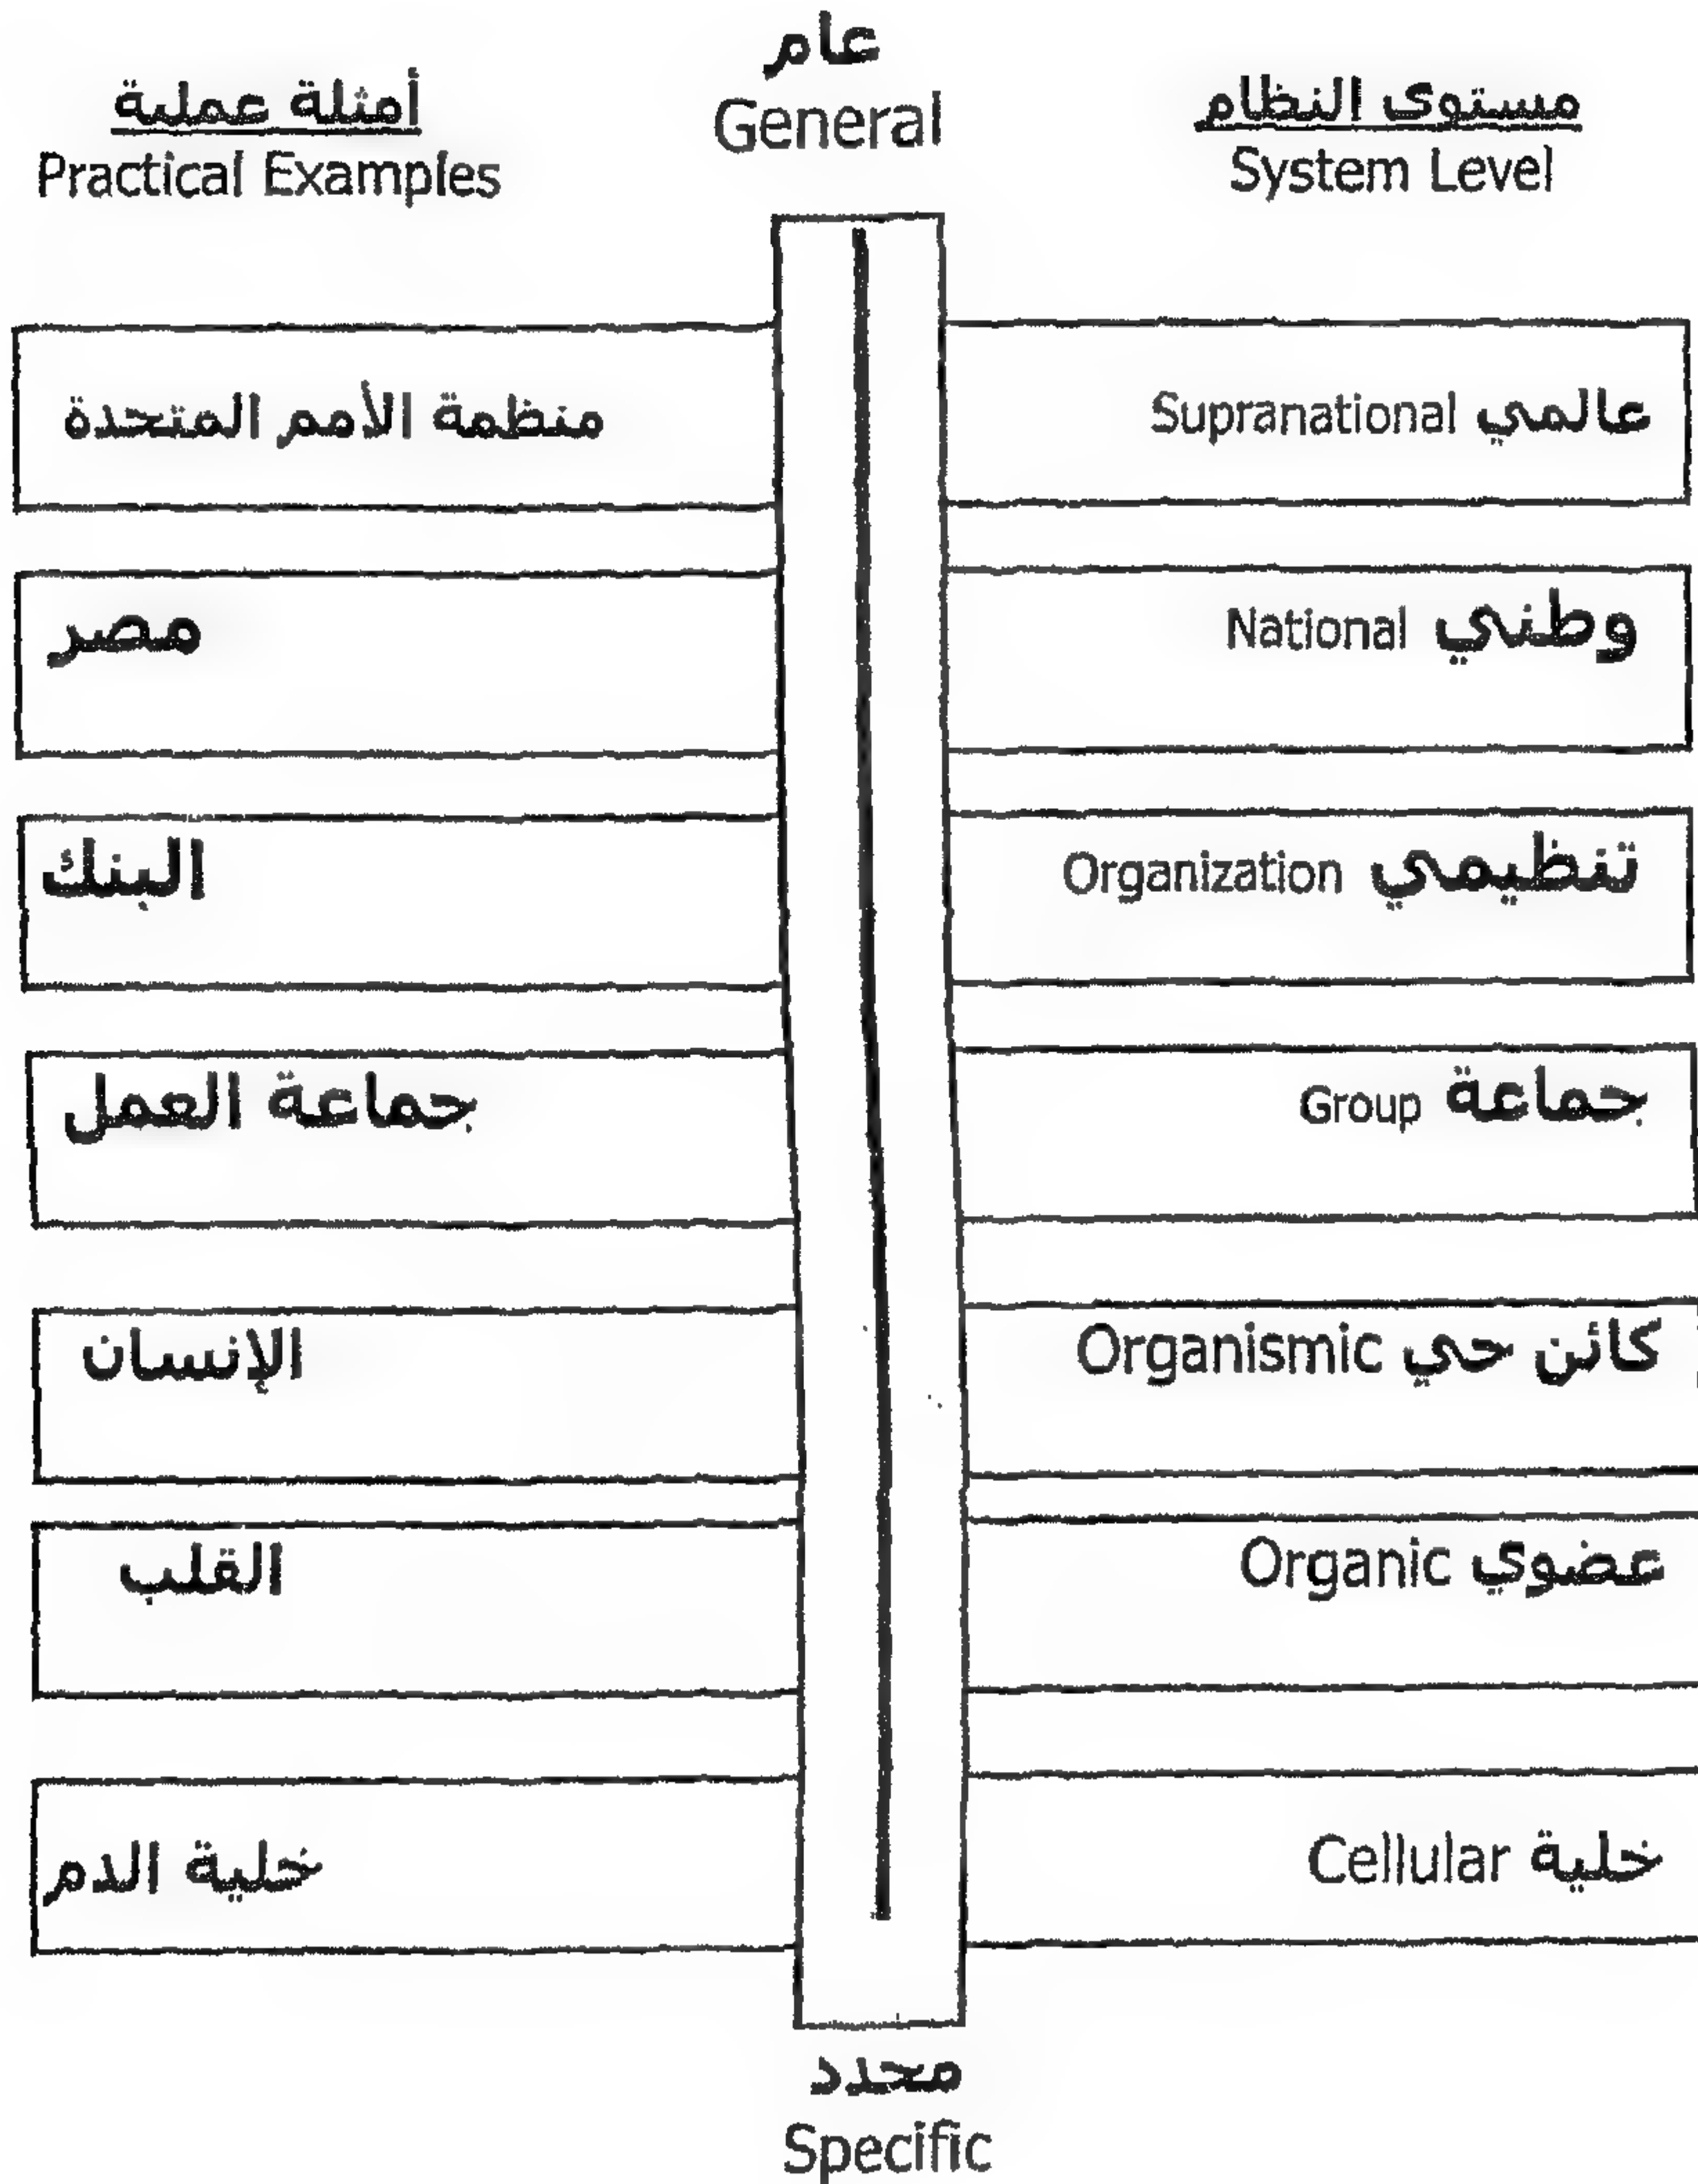 عام
General
مستوى النظام
System Level
أمثلة عملية
Practical Examples
عالمي Supranational
منظمة الأمم المتحدة
وطني National
مصر
تنظيمي Organization
البنك
جماعة Group
جماعة العمل
كائن حي Organismic
الإنسان
عضوي Organic
القلب
خلية Cellular
خلية الدم
محدد
Specific